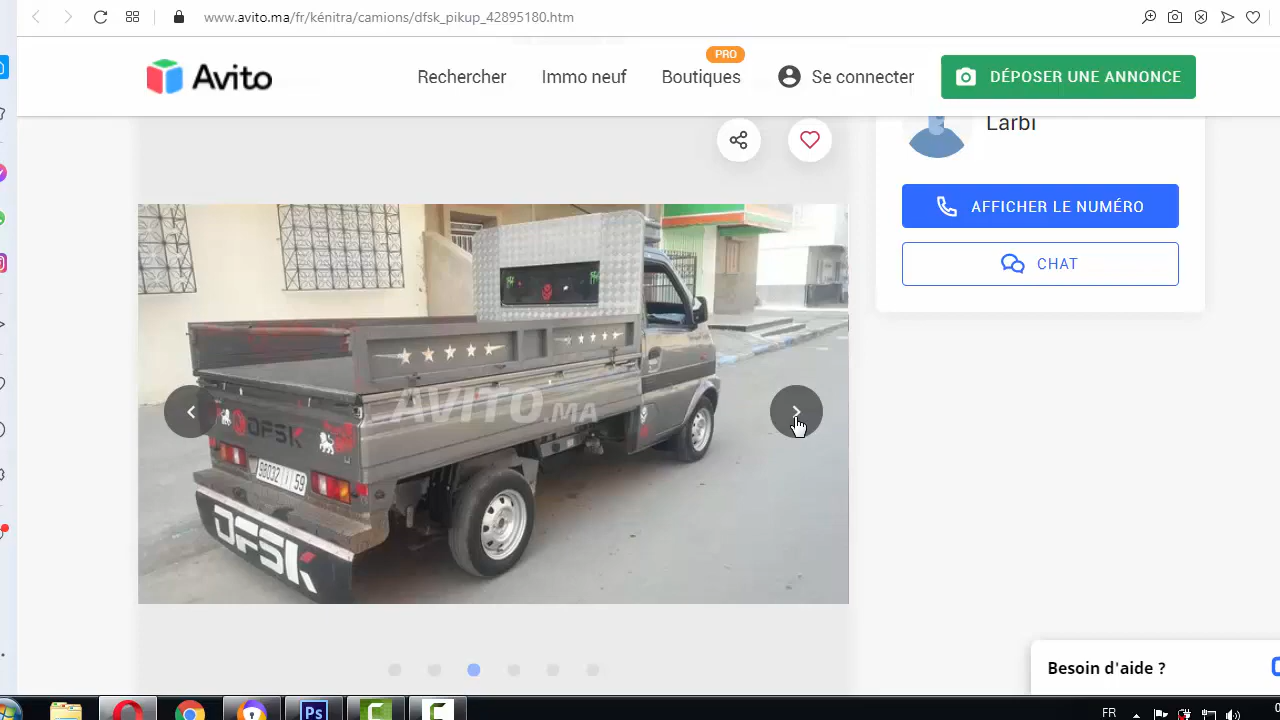 www.avito.ma/fr/kénitra/camions/dfsk_pikup_42895180.htm
Avito
Rechercher
Immo neuf
PRO
Boutiques
Se connecter
DÉPOSER UNE ANNONCE
Larbi
AFFICHER LE NUMÉRO
CHAT
AVITO.MA
DFSK
DFSK
Besoin d'aide ?
Ps
FR